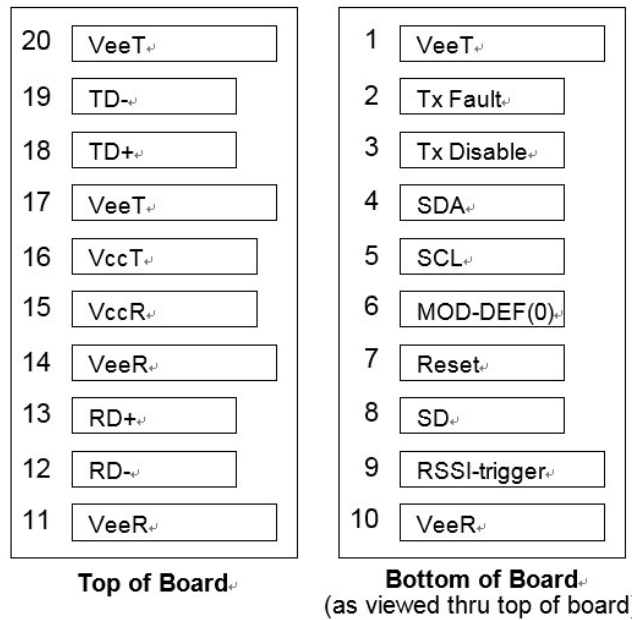 20 VeeT
19 TD-
18 TD+
17 VeeT
16 VccT
15 VccR
14 VeeR
13 RD+
12 RD-
11 VeeR
Top of Board
1 VeeT
2 Tx Fault
3 Tx Disable
4 SDA
5 SCL
6 MOD-DEF(0)
7 Reset
8 SD
9 RSSI-trigger
10 VeeR
Bottom of Board
(as viewed thru top of board)